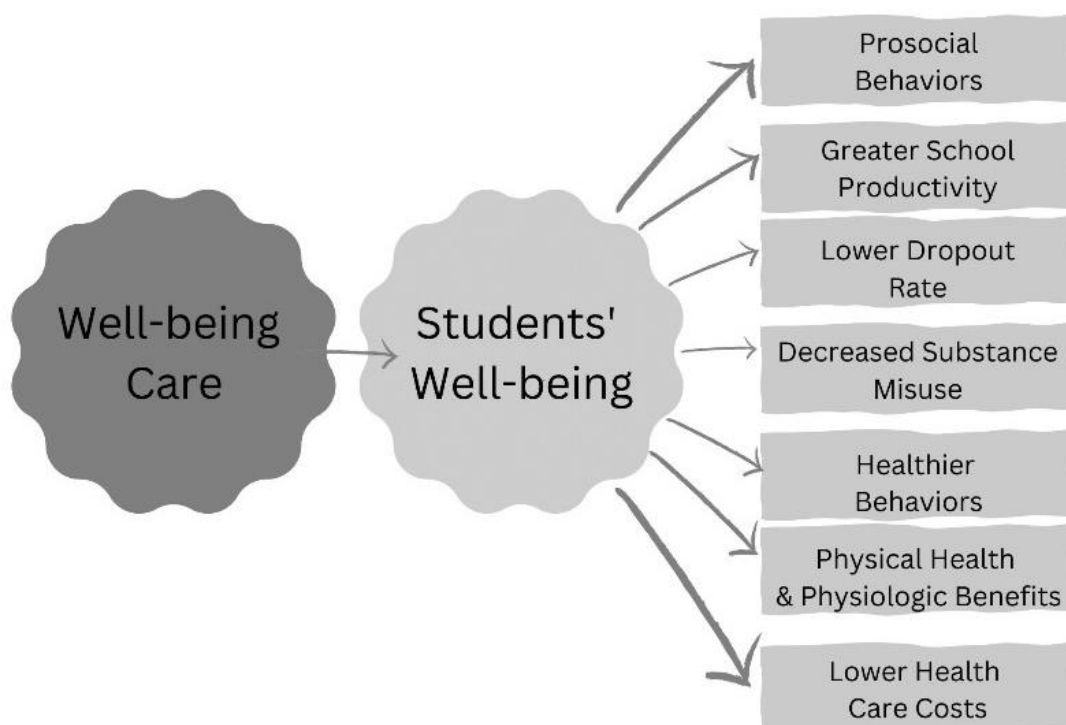 Well-being
Care
Students'
Well-being
Prosocial
Behaviors
Greater School
Productivity
Lower Dropout
Rate
Decreased Substance
Misuse
Healthier
Behaviors
Physical Health
& Physiologic Benefits
Lower Health
Care Costs